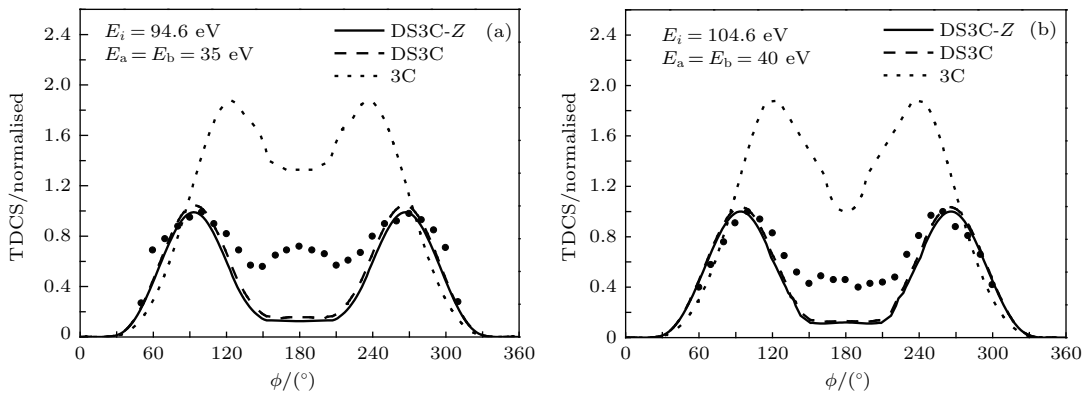 2.4
2.0
1.6
1.2
0.8
0.4
0
TDCS/normalised
E_i = 94.6 eV
E_a = E_b = 35 eV
DS3C-Z
DS3C
3C
(a)
0 60 120 180 240 300 360
ϕ/(°)
2.4
2.0
1.6
1.2
0.8
0.4
0
TDCS/normalised
E_i = 104.6 eV
E_a = E_b = 40 eV
DS3C-Z
DS3C
3C
(b)
0 60 120 180 240 300 360
ϕ/(°)